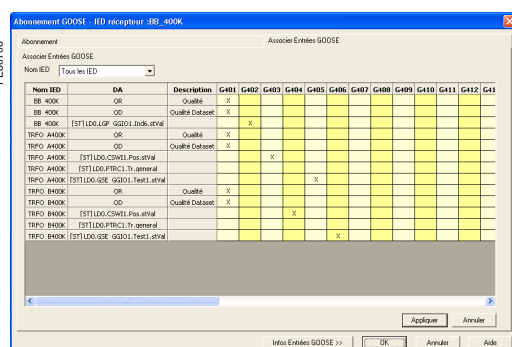 Abonnement GOOSE - IED récepteur :BB_400K
Abonnement Associer Entrées GOOSE
Associer Entrées GOOSE
Nom IED Tous les IED
Nom IED DA Description G401 G402 G403 G404 G405 G406 G407 G408 G409 G410 G411 G412 G41
BB 400K QR Qualité X
BB 400K QD Qualité Dataset X
BB 400K [ST] LD0.LGP GGIO1.Ind6.stVal X
TRFO A400K QR Qualité X
TRFO A400K QD Qualité Dataset X
TRFO A400K [ST] LD0.CSWI1.Pos.stVal X
TRFO A400K [ST] LD0.PTRC1.Tr.general
TRFO A400K [ST] LD0.GSE GGIO1.Test1.stVal X
TRFO B400K QR Qualité X
TRFO B400K QD Qualité Dataset X
TRFO B400K [ST] LD0.CSWI1.Pos.stVal X
TRFO B400K [ST] LD0.PTRC1.Tr.general
TRFO B400K [ST] LD0.GSE GGIO1.Test1.stVal X
Appliquer Annuler
Infos Entrées GOOSE >> OK Annuler Aide